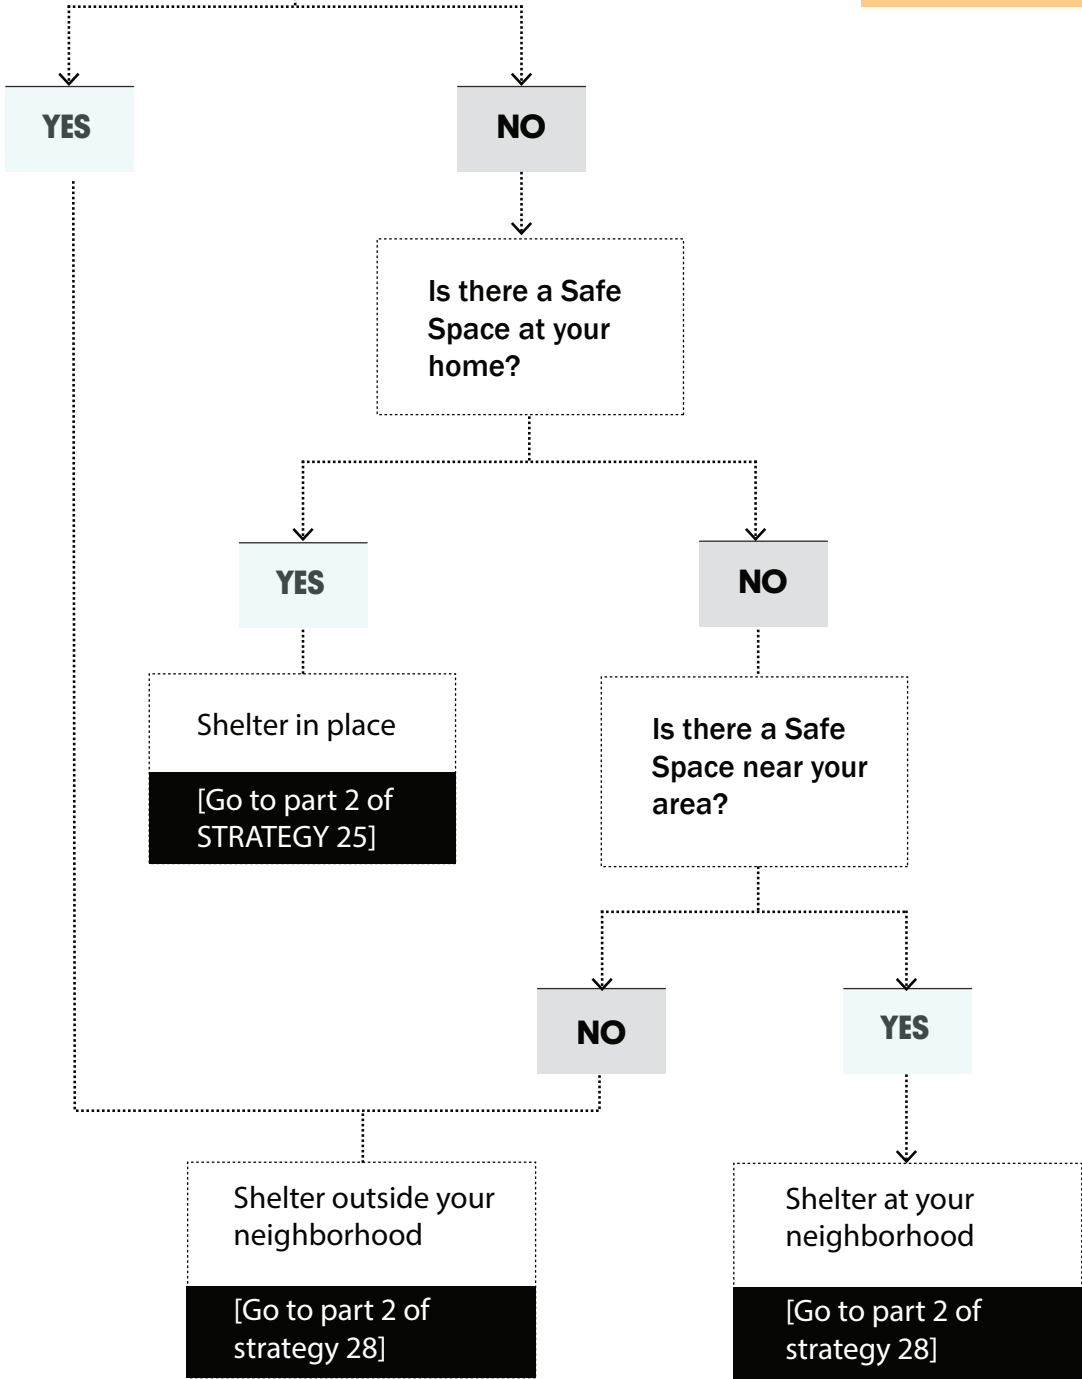 YES
NO
Is there a Safe
Space at your
home?
YES
NO
Shelter in place
[Go to part 2 of
STRATEGY 25]
Is there a Safe
Space near your
area?
NO
YES
Shelter outside your
neighborhood
[Go to part 2 of
strategy 28]
Shelter at your
neighborhood
[Go to part 2 of
strategy 28]